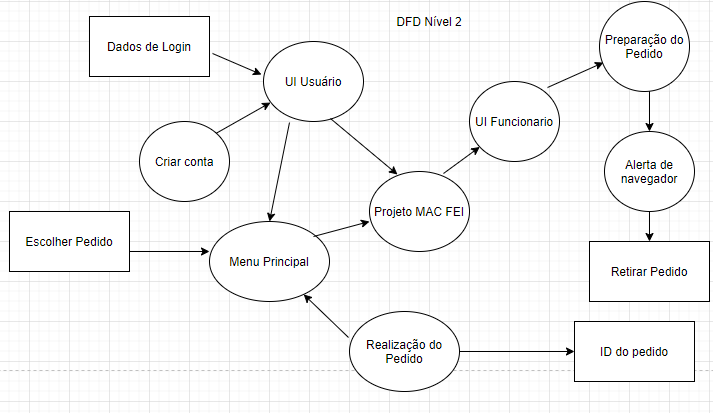 DFD Nível 2
Dados de Login
UI Usuário
Preparação do
Pedido
UI Funcionario
Criar conta
Alerta de
navegador
Projeto MAC FEI
Escolher Pedido
Menu Principal
Retirar Pedido
Realização do
Pedido
ID do pedido